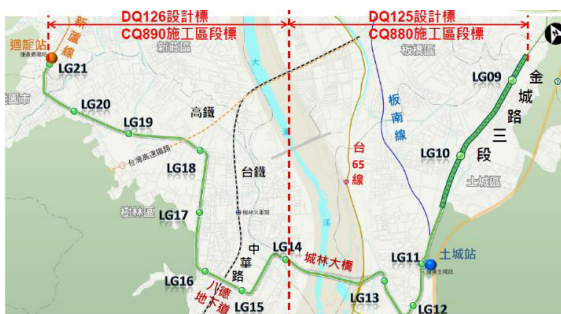 DQ126設計標
DQ125設計標
CQ890施工區段標
CQ880施工區段標
新蘆線
迴龍站
新莊區
板橋區
LG21
LG20
LG19
高鐵
台灣高速鐵路
LG18
台鐵
大
漢
溪
台
65
線
板南線
LG09
金城路三段
LG10
土城區
樹林區
LG17
中華路
LG14
城林大橋
LG11
土城站
LG16
八德
地下道
LG15
LG13
LG12